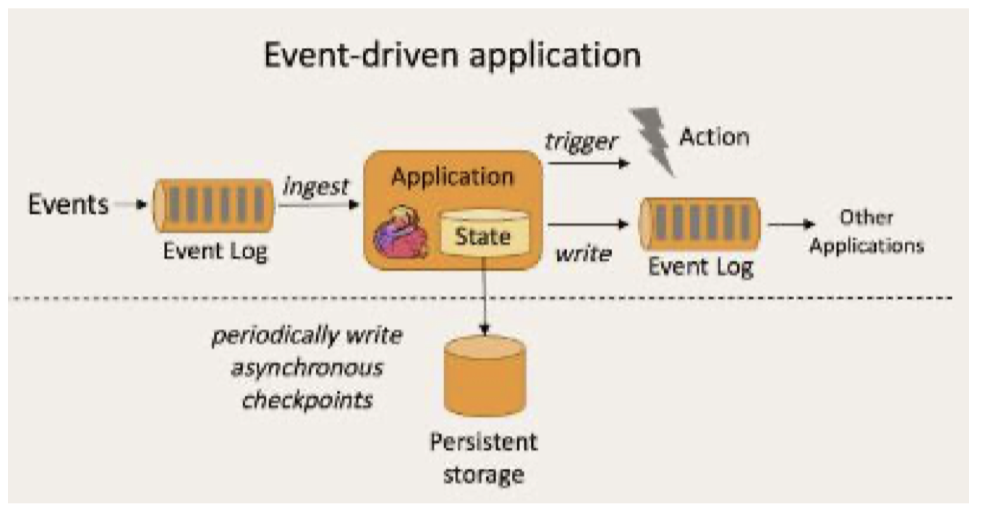 Event-driven application
trigger
Action
Events
ingest
Application
State
Event Log
write
Event Log
Other
Applications
periodically write
asynchronous
checkpoints
Persistent
storage